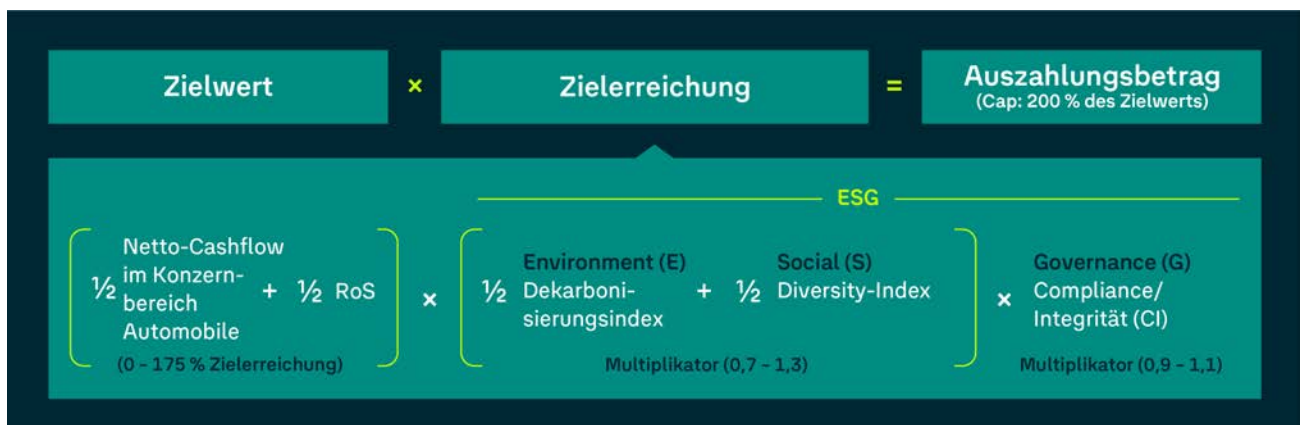 Zielwert × Zielerreichung = Auszahlungsbetrag
(Cap: 200 % des Zielwerts)
ESG
½ Netto-Cashflow
im Konzern-
bereich
Automobile
+ ½ RoS
(0 – 175 % Zielerreichung)
×
½ Environment (E)
Dekarboni-
sierungsindex
+ ½ Social (S)
Diversity-Index
Multiplikator (0,7 – 1,3)
×
Governance (G)
Compliance/
Integrität (CI)
Multiplikator (0,9 – 1,1)